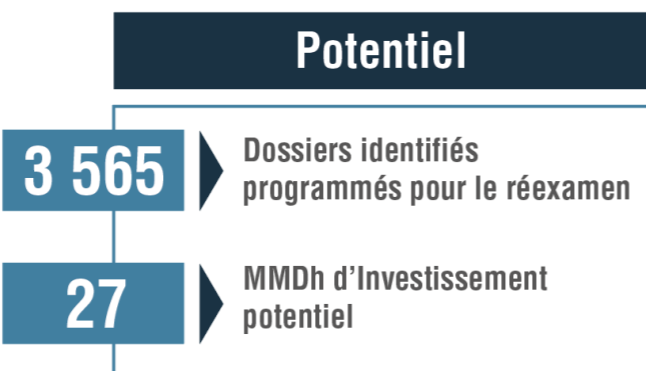 Potentiel
3 565
Dossiers identifiés
programmés pour le réexamen
27
MMDh d’Investissement
potentiel